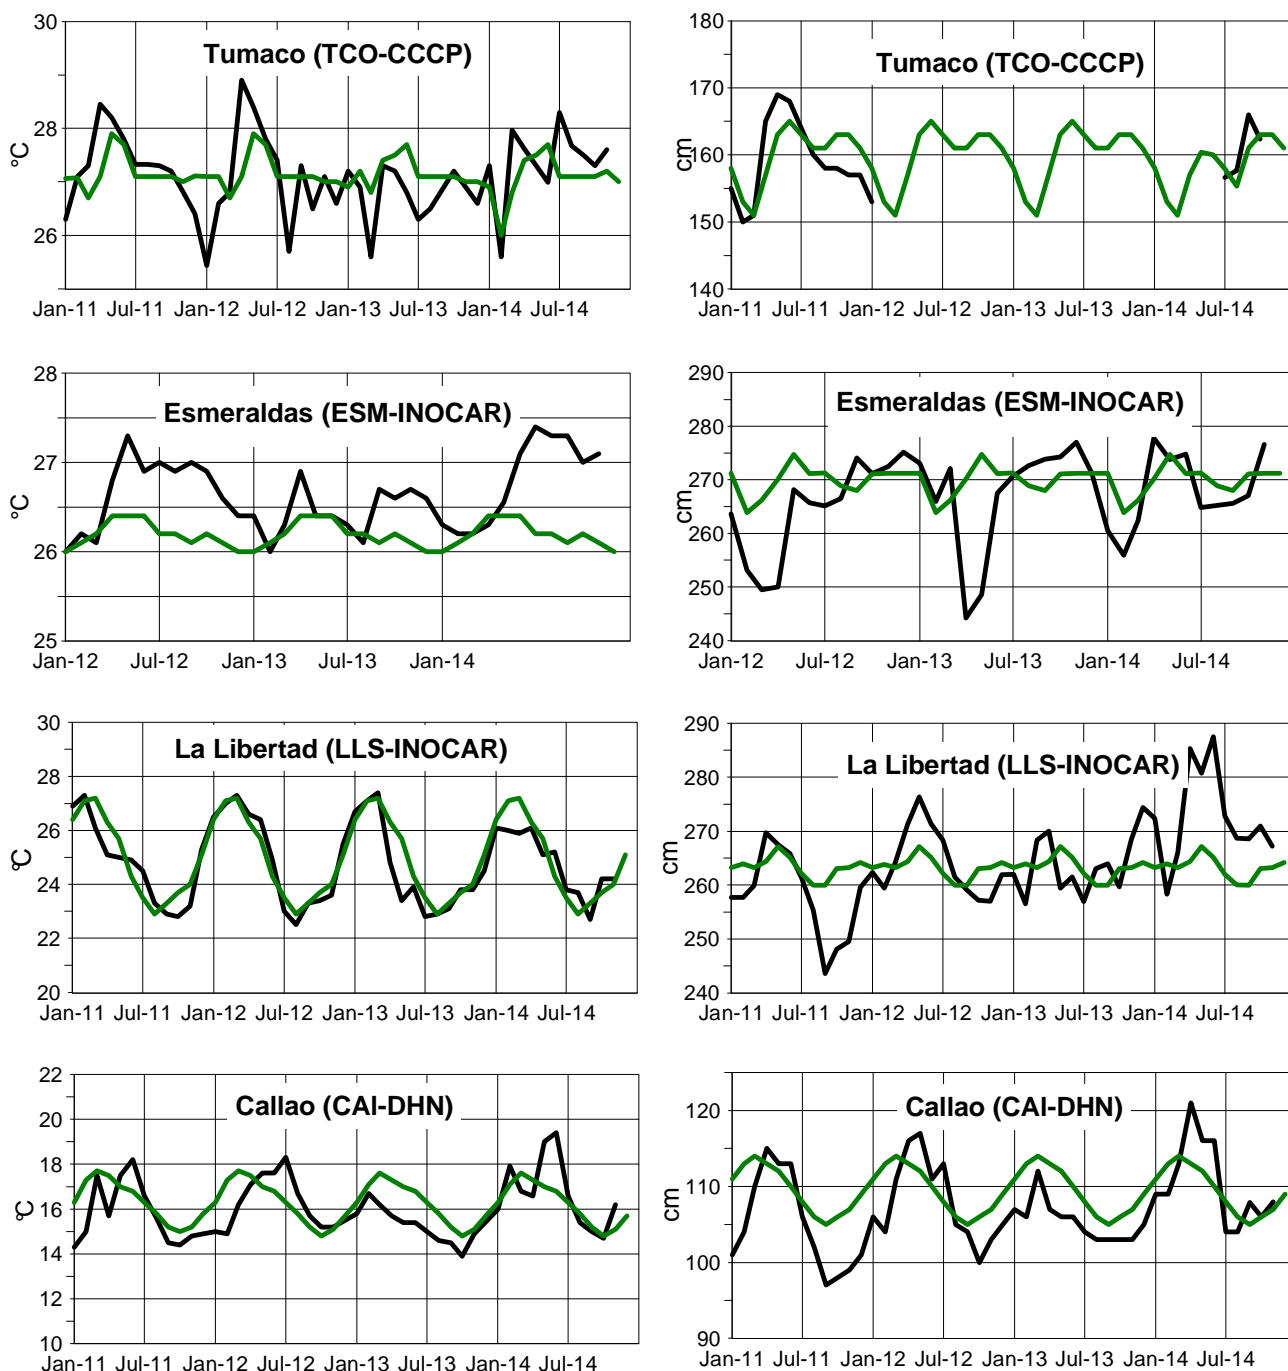 30
28
26
°C
Tumaco (TCO-CCCP)
Jan-11 Jul-11 Jan-12 Jul-12 Jan-13 Jul-13 Jan-14 Jul-14
180
170
160
150
140
cm
Tumaco (TCO-CCCP)
Jan-11 Jul-11 Jan-12 Jul-12 Jan-13 Jul-13 Jan-14 Jul-14
28
27
26
25
°C
Esmeraldas (ESM-INOCAR)
Jan-12 Jul-12 Jan-13 Jul-13 Jan-14
290
280
270
260
250
240
cm
Esmeraldas (ESM-INOCAR)
Jan-12 Jul-12 Jan-13 Jul-13 Jan-14 Jul-14
30
28
26
24
22
20
°C
La Libertad (LLS-INOCAR)
Jan-11 Jul-11 Jan-12 Jul-12 Jan-13 Jul-13 Jan-14 Jul-14
290
280
270
260
250
240
cm
La Libertad (LLS-INOCAR)
Jan-11 Jul-11 Jan-12 Jul-12 Jan-13 Jul-13 Jan-14 Jul-14
22
20
18
16
14
12
10
°C
Callao (CAl-DHN)
Jan-11 Jul-11 Jan-12 Jul-12 Jan-13 Jul-13 Jan-14 Jul-14
120
110
100
90
cm
Callao (CAl-DHN)
Jan-11 Jul-11 Jan-12 Jul-12 Jan-13 Jul-13 Jan-14 Jul-14